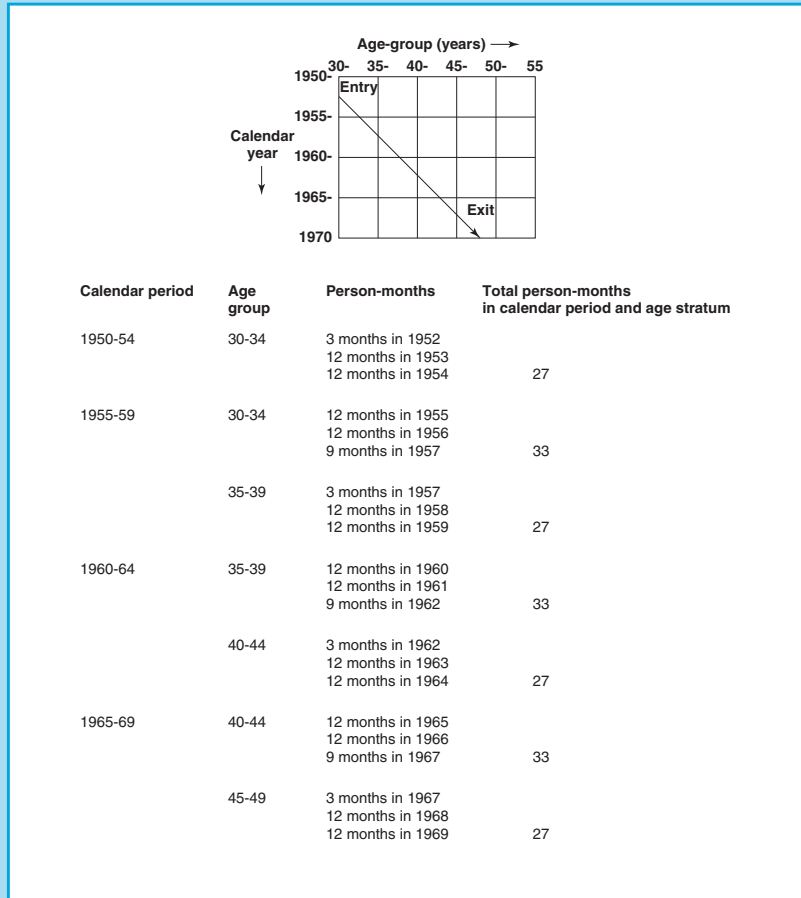 Age-group (years)
30- 35- 40- 45- 50- 55
1950-
Entry
1955-
Calendar
year
1960-
1965-
Exit
1970
Calendar period Age group Person-months Total person-months in calendar period and age stratum
1950-54 30-34 3 months in 1952
12 months in 1953
12 months in 1954 27
1955-59 30-34 12 months in 1955
12 months in 1956
9 months in 1957 33
35-39 3 months in 1957
12 months in 1958
12 months in 1959 27
1960-64 35-39 12 months in 1960
12 months in 1961
9 months in 1962 33
40-44 3 months in 1962
12 months in 1963
12 months in 1964 27
1965-69 40-44 12 months in 1965
12 months in 1966
9 months in 1967 33
45-49 3 months in 1967
12 months in 1968
12 months in 1969 27